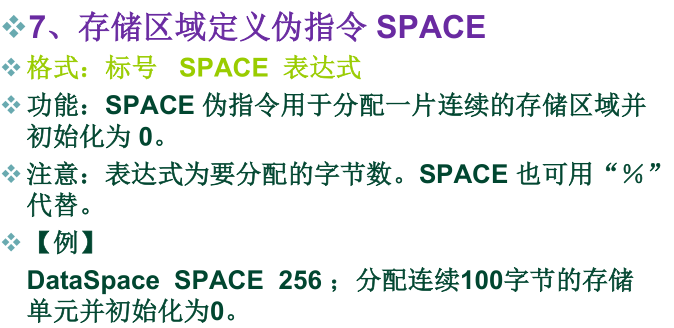 ❖7、存储区域定义伪指令 SPACE
❖ 格式：标号 SPACE 表达式
❖ 功能：SPACE 伪指令用于分配一片连续的存储区域并
初始化为 0。
❖ 注意：表达式为要分配的字节数。SPACE 也可用“％”
代替。
❖ 【例】
DataSpace SPACE 256 ；分配连续100字节的存储
单元并初始化为0。